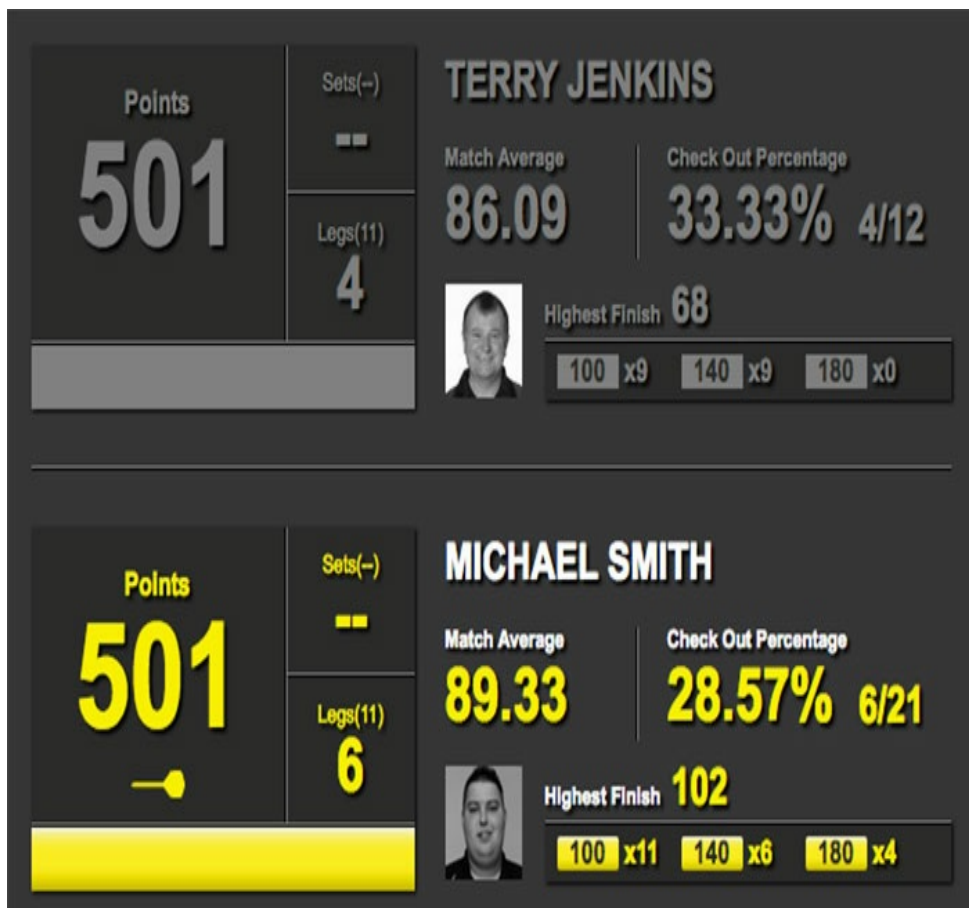 TERRY JENKINS
Points
501
Sets(--)
--
Legs(11)
4
Match Average
86.09
Check Out Percentage
33.33% 4/12
Highest Finish 68
100 x9 140 x9 180 x0
MICHAEL SMITH
Points
501
Sets(--)
--
Legs(11)
6
Match Average
89.33
Check Out Percentage
28.57% 6/21
Highest Finish 102
100 x11 140 x6 180 x4